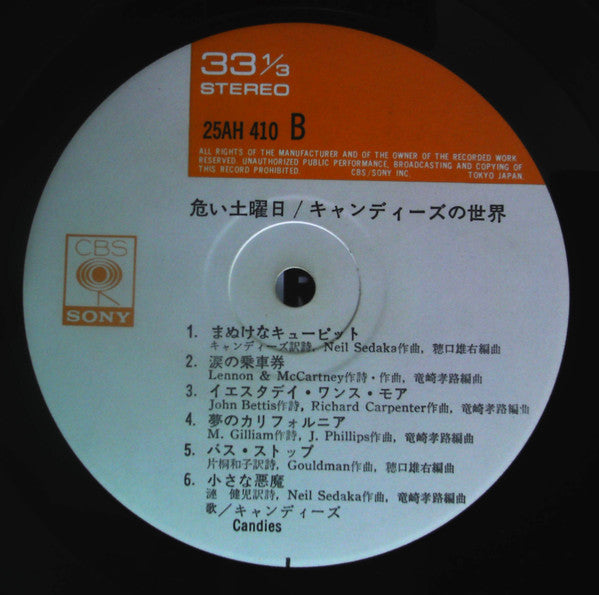 33 1/3
STEREO
25AH 410 B
ALL RIGHTS OF THE MANUFACTURER AND OF THE OWNER OF THE RECORDED WORK
RESERVED. UNAUTHORIZED PUBLIC PERFORMANCE, BROADCASTING AND COPYING OF
THIS RECORD PROHIBITED. CBS/SONY INC. TOKYO JAPAN.
危い土曜日/キャンディーズの世界
CBS
SONY
1. まぬけなキューピット
キャンディーズ訳詩, Neil Sedaka作曲, 穂口雄右編曲
2. 涙の乗車券
Lennon & McCartney作詩・作曲, 竜崎孝路編曲
3. イエスタデイ・ワンス・モア
John Bettis作詩, Richard Carpenter作曲, 竜崎孝路編曲
4. 夢のカリフォルニア
M. Gilliam作詩, J. Phillips作曲, 竜崎孝路編曲
5. バス・ストップ
片桐和子訳詩, Gouldman作曲, 穂口雄右編曲
6. 小さな悪魔
漣 健児訳詩, Neil Sedaka作曲, 竜崎孝路編曲
歌/キャンディーズ
Candies